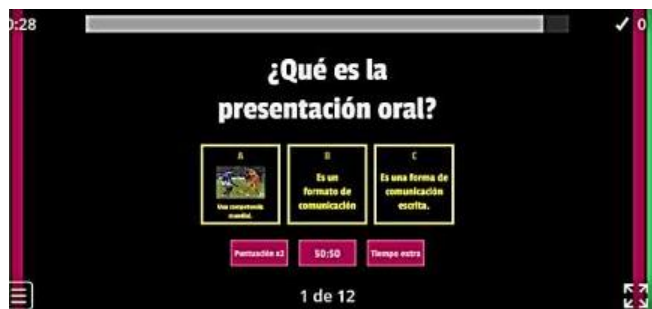 0:28
0
¿Qué es la
presentación oral?
A
Una competencia
mundial.
B
Es un
formato de
comunicación
C
Es una forma de
comunicación
escrita.
Puntuación x2
50:50
Tiempo extra
1 de 12